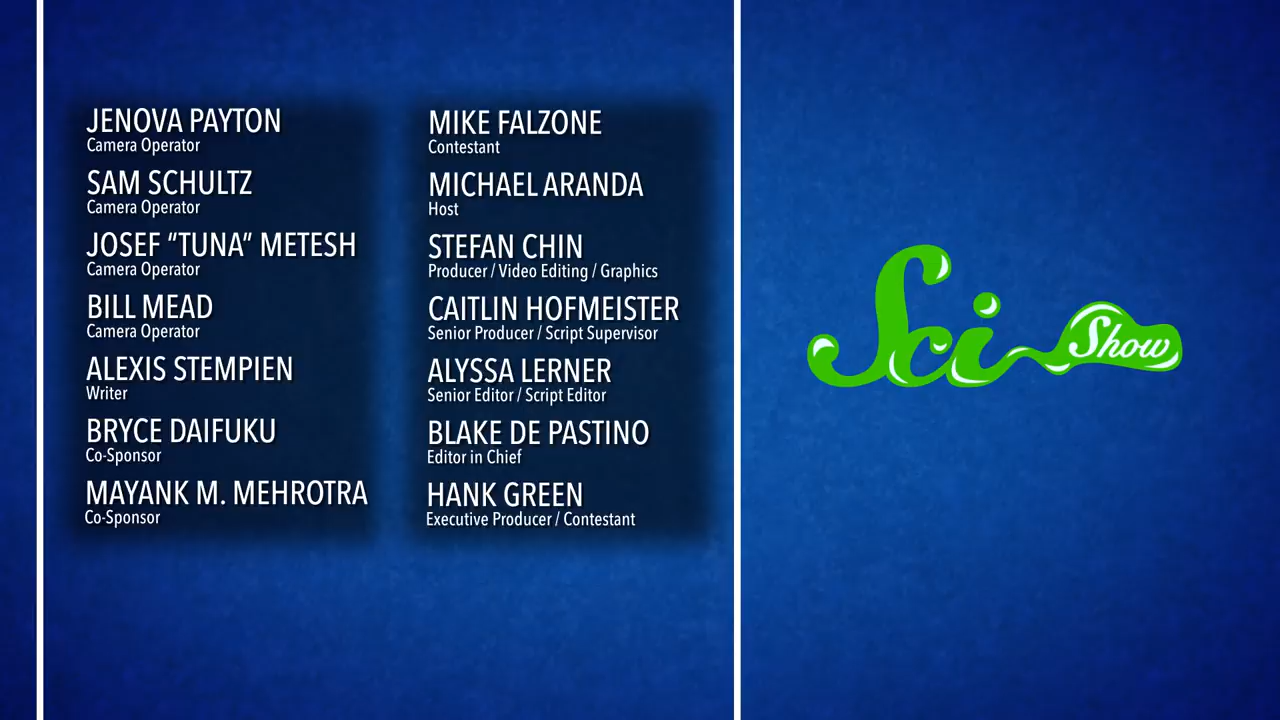 JENOVA PAYTON
Camera Operator
SAM SCHULTZ
Camera Operator
JOSEF “TUNA” METESH
Camera Operator
BILL MEAD
Camera Operator
ALEXIS STEMPIEN
Writer
BRYCE DAIFUKU
Co-Sponsor
MAYANK M. MEHROTRA
Co-Sponsor
MIKE FALZONE
Contestant
MICHAEL ARANDA
Host
STEFAN CHIN
Producer / Video Editing / Graphics
CAITLIN HOFMEISTER
Senior Producer / Script Supervisor
ALYSSA LERNER
Senior Editor / Script Editor
BLAKE DE PASTINO
Editor in Chief
HANK GREEN
Executive Producer / Contestant
Sci Show